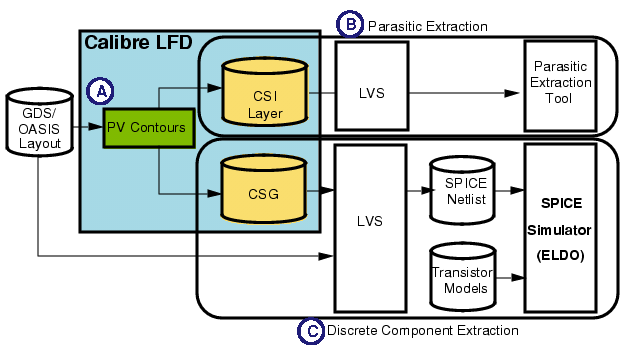 B Parasitic Extraction
Calibre LFD
A
GDS/
OASIS
Layout
PV Contours
CSI
Layer
LVS
Parasitic
Extraction
Tool
CSG
LVS
SPICE
Netlist
Transistor
Models
SPICE
Simulator
(ELDO)
C Discrete Component Extraction